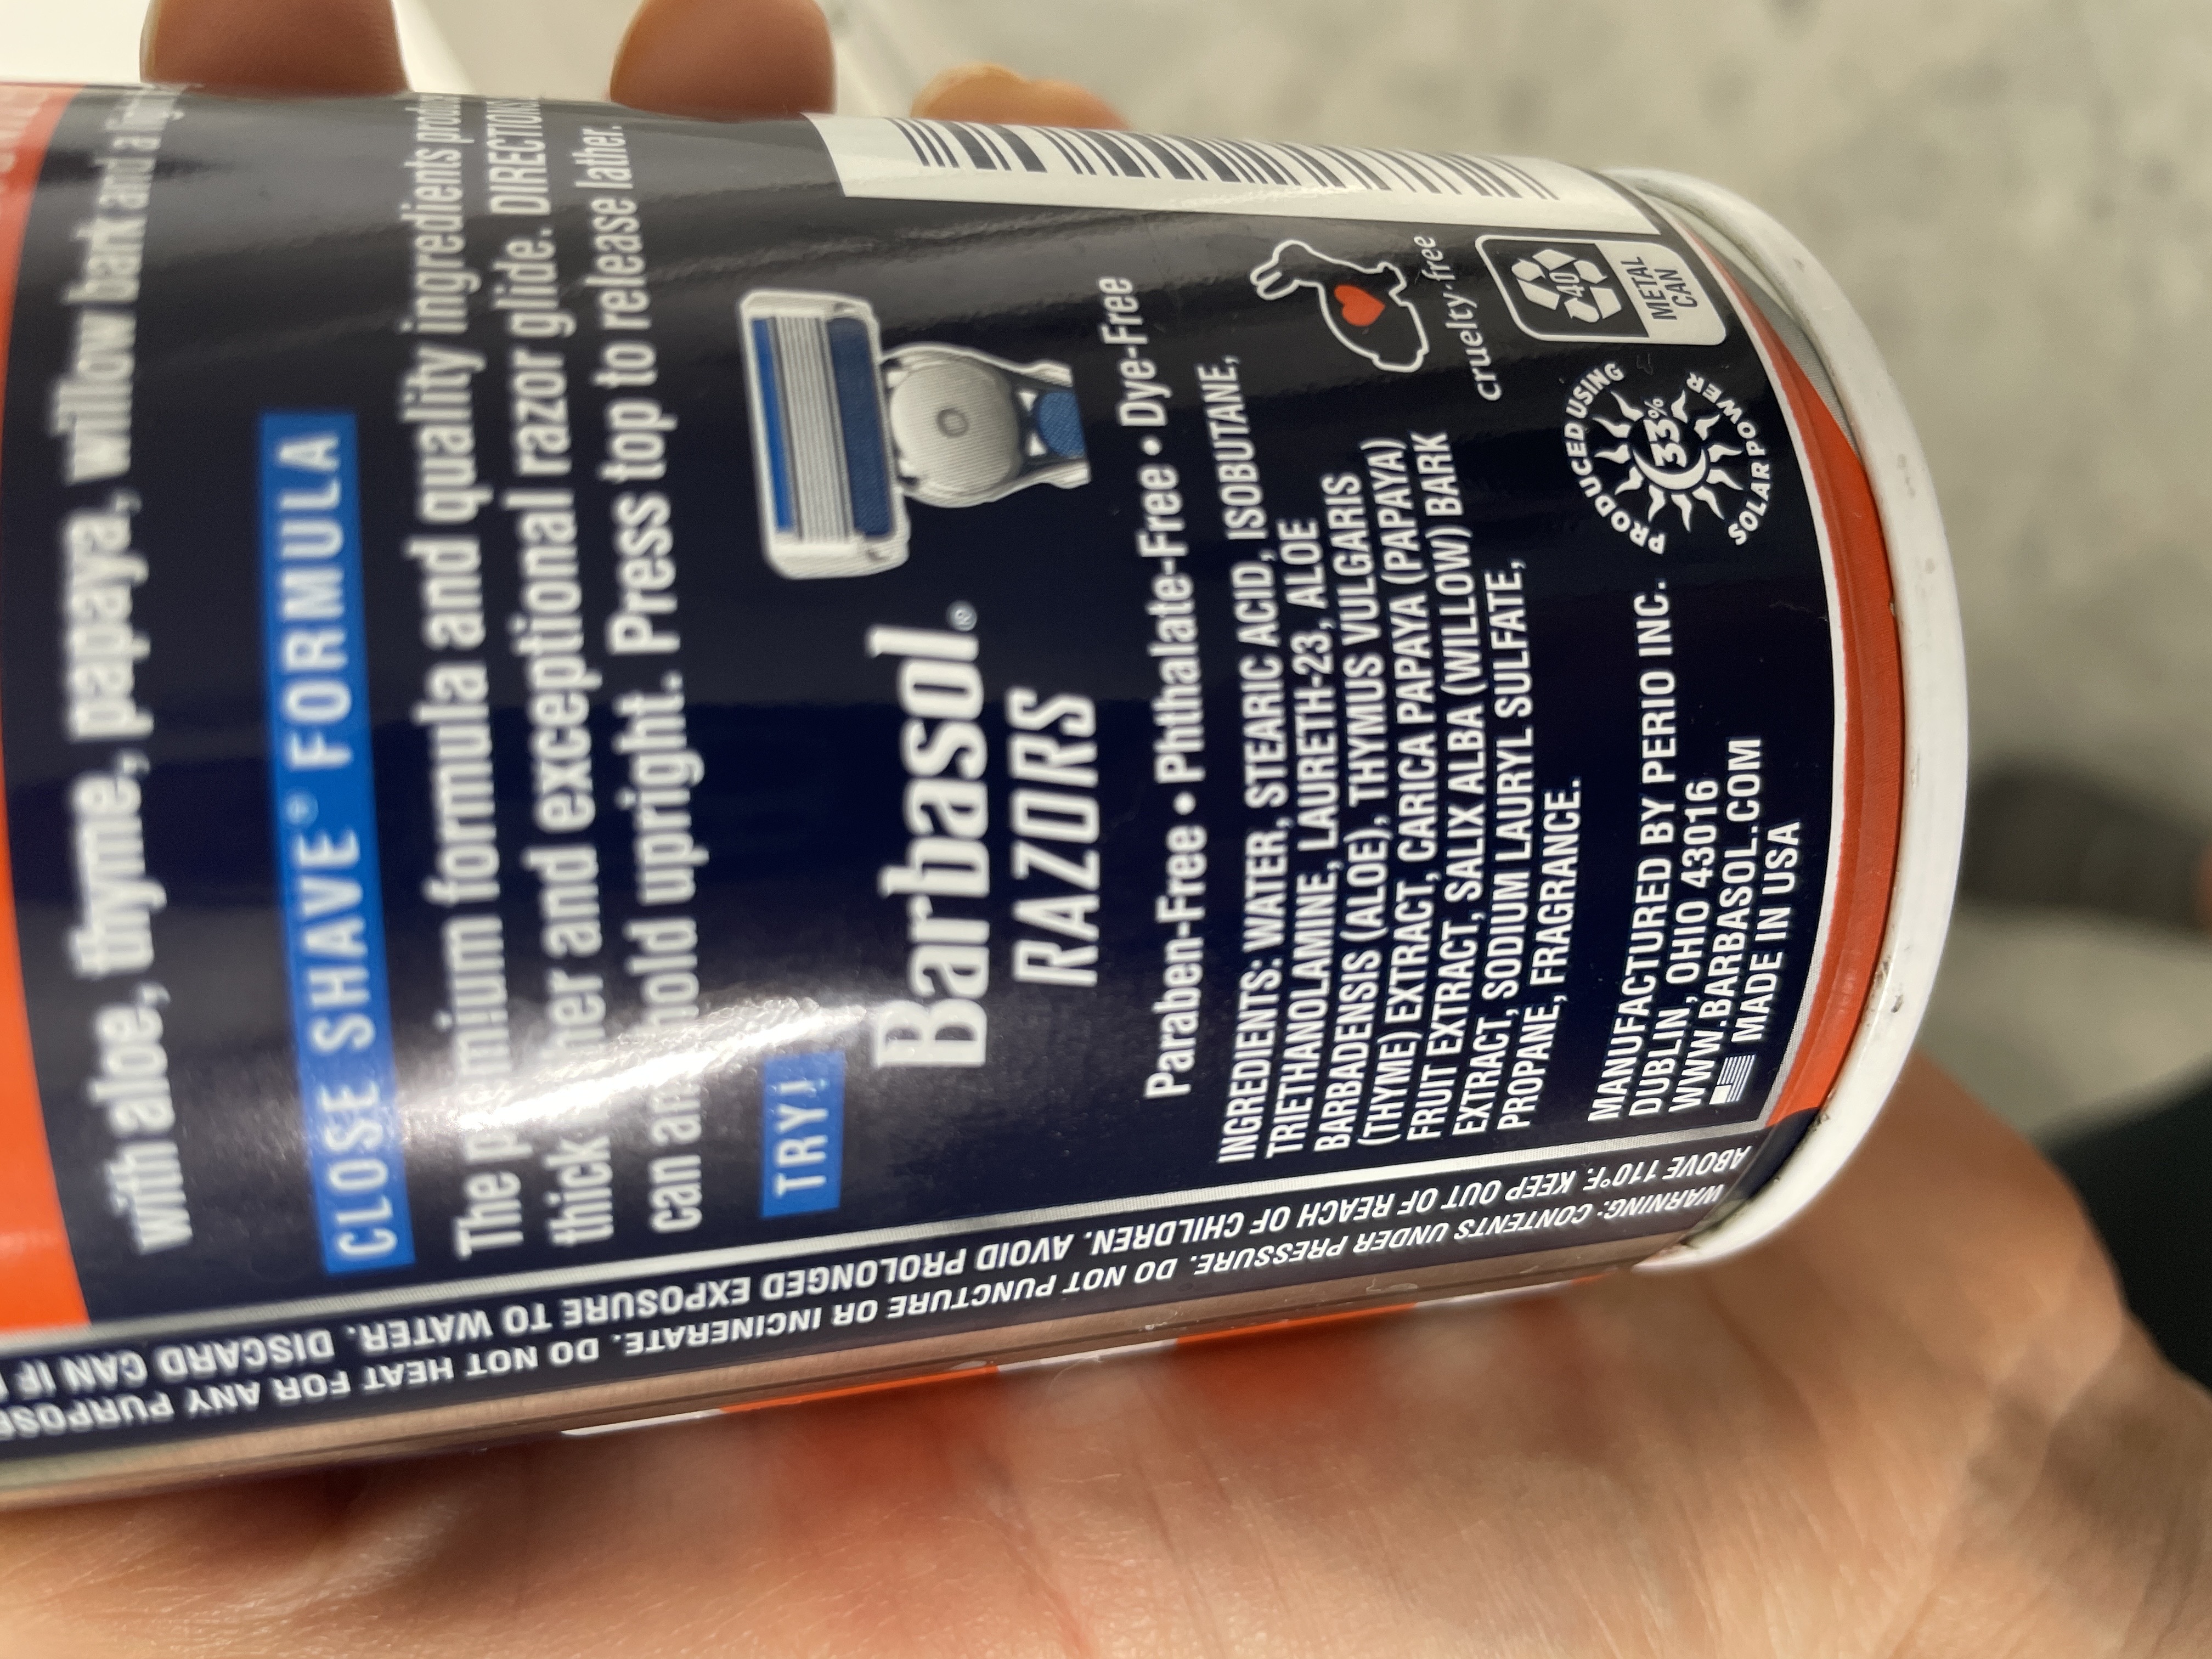 with aloe, thyme, papaya, willow bark and a
CLOSE SHAVE® FORMULA
The premium formula and quality ingredients
thick and exceptional razor glide. DIRECTIONS:
can and hold upright. Press top to release lather.
TRY!
Barbasol®
RAZORS
Paraben-Free • Phthalate-Free • Dye-Free
INGREDIENTS: WATER, STEARIC ACID, ISOBUTANE,
TRIETHANOLAMINE, LAURETH-23, ALOE
BARBADENSIS (ALOE), THYMUS VULGARIS
(THYME) EXTRACT, CARICA PAPAYA (PAPAYA)
FRUIT EXTRACT, SALIX ALBA (WILLOW) BARK
EXTRACT, SODIUM LAURYL SULFATE,
PROPANE, FRAGRANCE.
cruelty-free
MANUFACTURED BY PERIO INC.
DUBLIN, OHIO 43016
WWW.BARBASOL.COM
MADE IN USA
PRODUCED USING
33%
SOLAR POWER
40
METAL
CAN
WARNING: CONTENTS UNDER PRESSURE. DO NOT PUNCTURE OR INCINERATE. DO NOT HEAT FOR ANY PURPOSE
ABOVE 110°F. KEEP OUT OF REACH OF CHILDREN. AVOID PROLONGED EXPOSURE TO WATER. DISCARD CAN IF